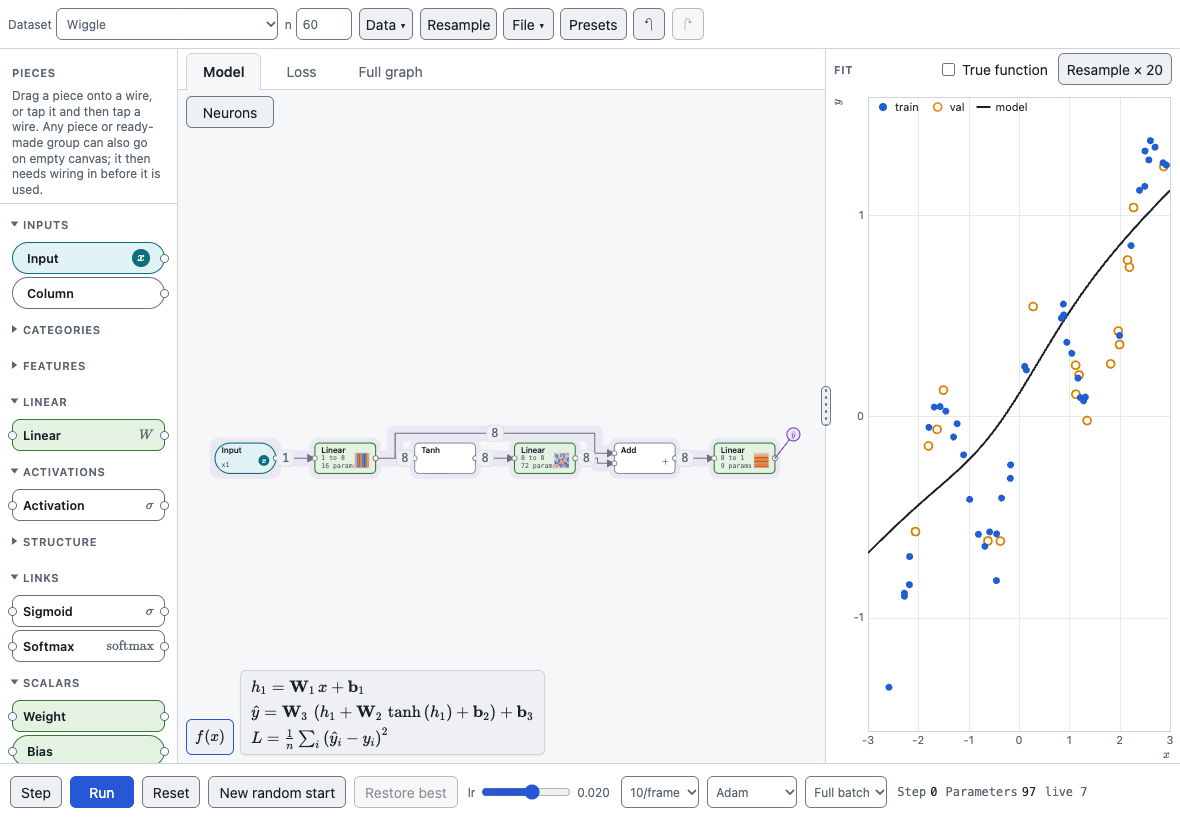 Dataset Wiggle n 60 Data ▾ Resample File ▾ Presets
PIECES
Drag a piece onto a wire,
or tap it and then tap a
wire. Any piece or ready-
made group can also go
on empty canvas; it then
needs wiring in before it is
used.
INPUTS
Input x
Column
CATEGORIES
FEATURES
LINEAR
Linear W
ACTIVATIONS
Activation σ
STRUCTURE
LINKS
Sigmoid σ
Softmax softmax
SCALARS
Weight
Bias
Model Loss Full graph
Neurons
Input
x1
x
1
Linear
1 to 8
16 params
8
8
Tanh
8
Linear
8 to 8
72 params
8
Add
+
8
Linear
8 to 1
9 params
ŷ
f(x)
h₁ = W₁ x + b₁
ŷ = W₃ (h₁ + W₂ tanh (h₁) + b₂) + b₃
L = 1/n ∑ᵢ (ŷᵢ − yᵢ)²
FIT True function Resample × 20
y
train val model
1
0
-1
-3 -2 -1 0 1 2 3
x
Step Run Reset New random start Restore best lr 0.020 10/frame Adam Full batch Step 0 Parameters 97 live 7